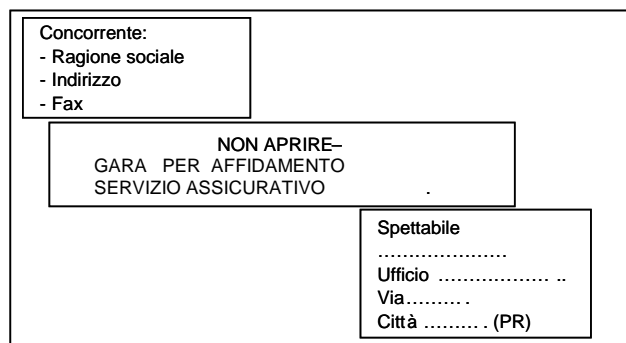 Concorrente:
- Ragione sociale
- Indirizzo
- Fax
NON APRIRE–
GARA PER AFFIDAMENTO
SERVIZIO ASSICURATIVO .
Spettabile
…………………
Ufficio ……………… ..
Via……… .
Città ……… . (PR)